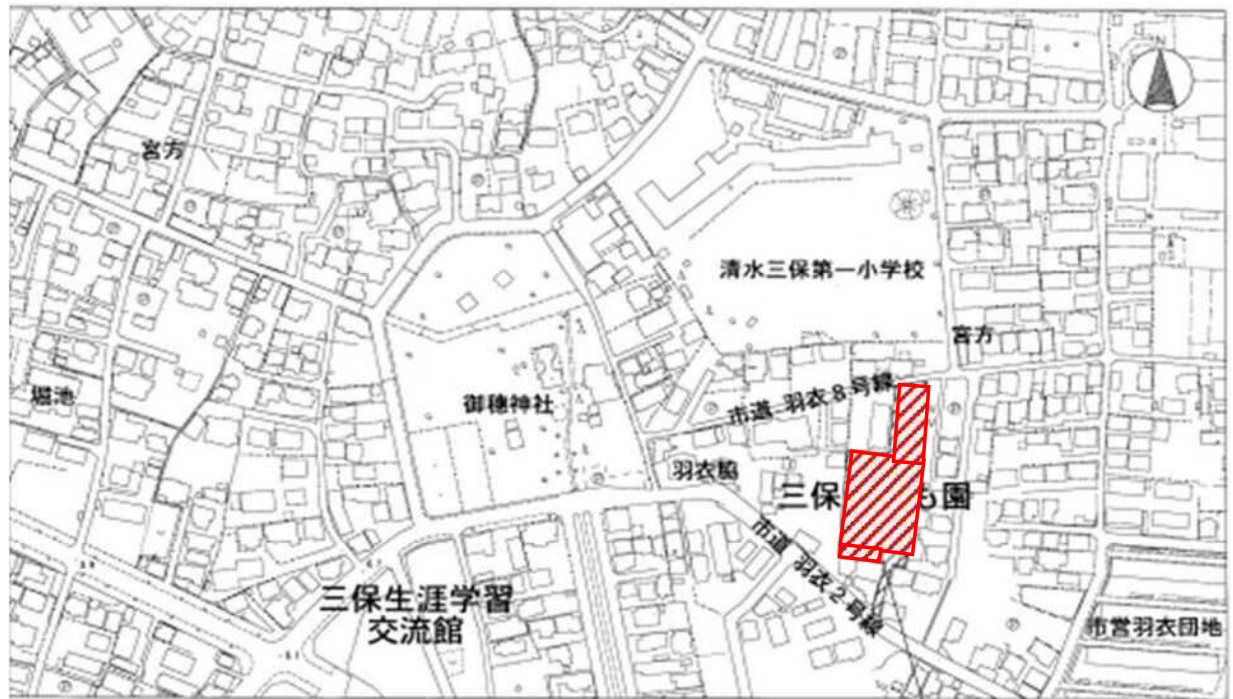 N
宮方
清水三保第一小学校
宮方
堀池
御穂神社
市道 羽衣8号線
羽衣脇
三保
も園
市道 羽衣2号線
三保生涯学習
交流館
市営羽衣団地